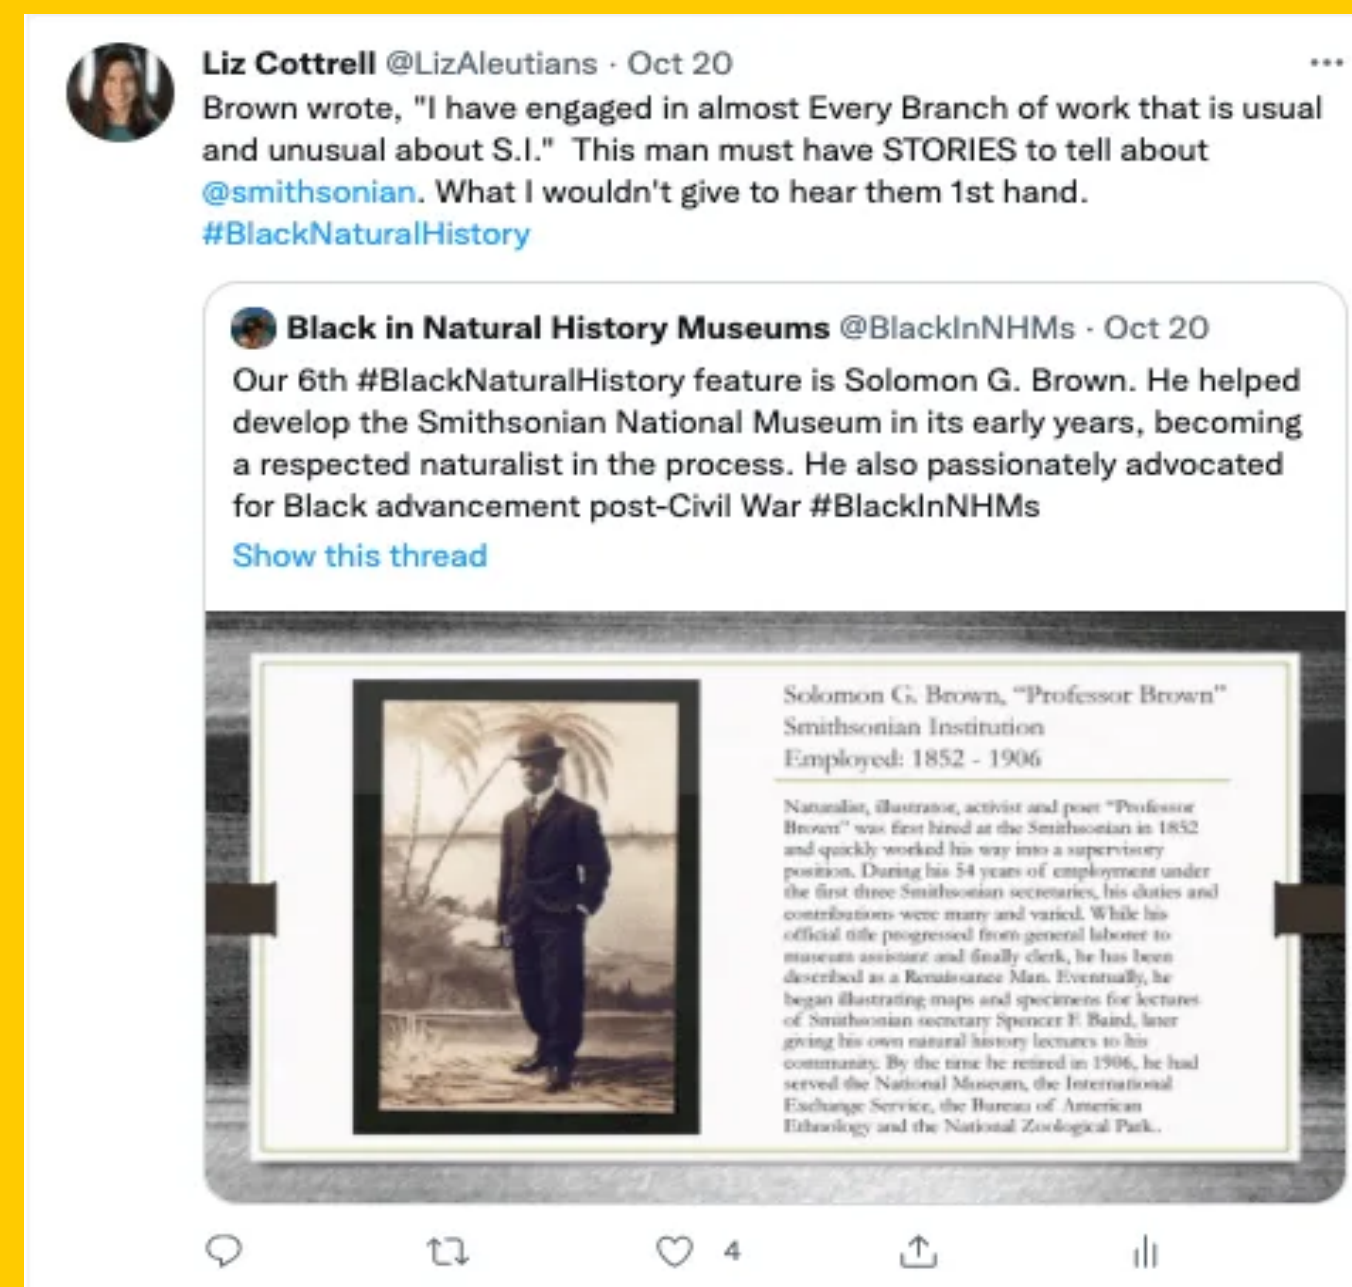 Liz Cottrell @LizAleutians · Oct 20
Brown wrote, "I have engaged in almost Every Branch of work that is usual
and unusual about S.I."  This man must have STORIES to tell about
@smithsonian. What I wouldn't give to hear them 1st hand.
#BlackNaturalHistory
Black in Natural History Museums @BlackInNHMs · Oct 20
Our 6th #BlackNaturalHistory feature is Solomon G. Brown. He helped
develop the Smithsonian National Museum in its early years, becoming
a respected naturalist in the process. He also passionately advocated
for Black advancement post-Civil War #BlackInNHMs
Show this thread
Solomon G. Brown, “Professor Brown”
Smithsonian Institution
Employed: 1852 - 1906
Naturalist, illustrator, activist and poet “Professor
Brown” was first hired at the Smithsonian in 1852
and quickly worked his way into a supervisory
position. During his 54 years of employment under
the first three Smithsonian secretaries, his duties and
contributions were many and varied. While his
official title progressed from general laborer to
museum assistant and finally clerk, he has been
described as a Renaissance Man. Eventually, he
began illustrating maps and specimens for lectures
of Smithsonian secretary Spencer F. Baird, later
giving his own natural history lectures to his
community. By the time he retired in 1906, he had
served the National Museum, the International
Exchange Service, the Bureau of American
Ethnology and the National Zoological Park.
4